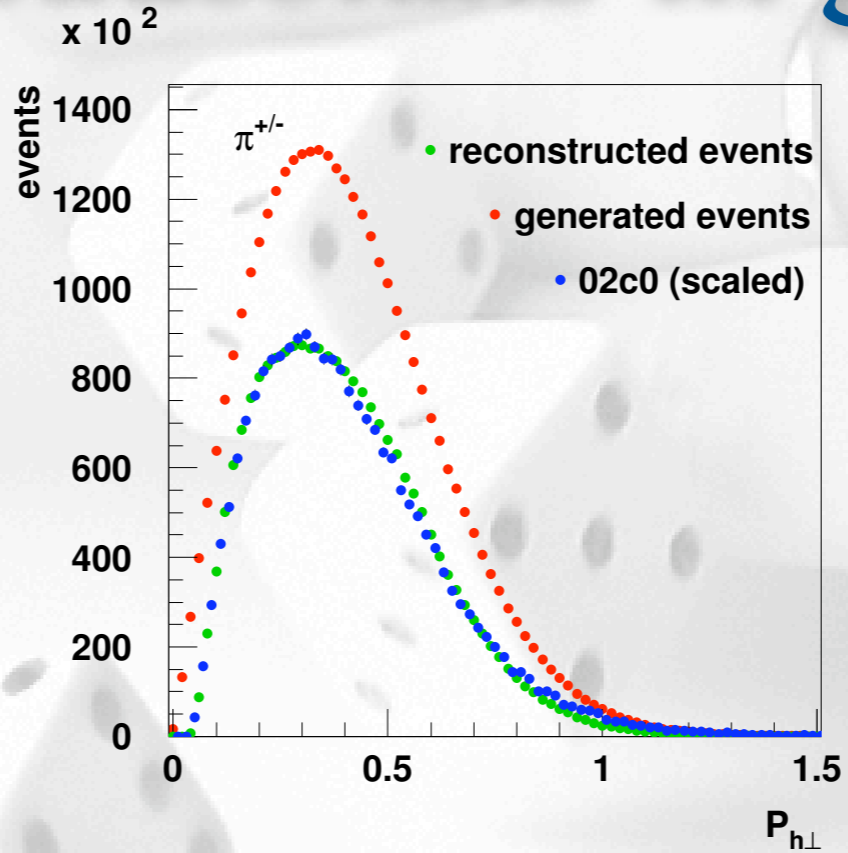 x 10 2
events
1400
π+/-
reconstructed events
1200
generated events
1000
02c0 (scaled)
800
600
400
200
0
0 0.5 1 1.5
Ph⊥